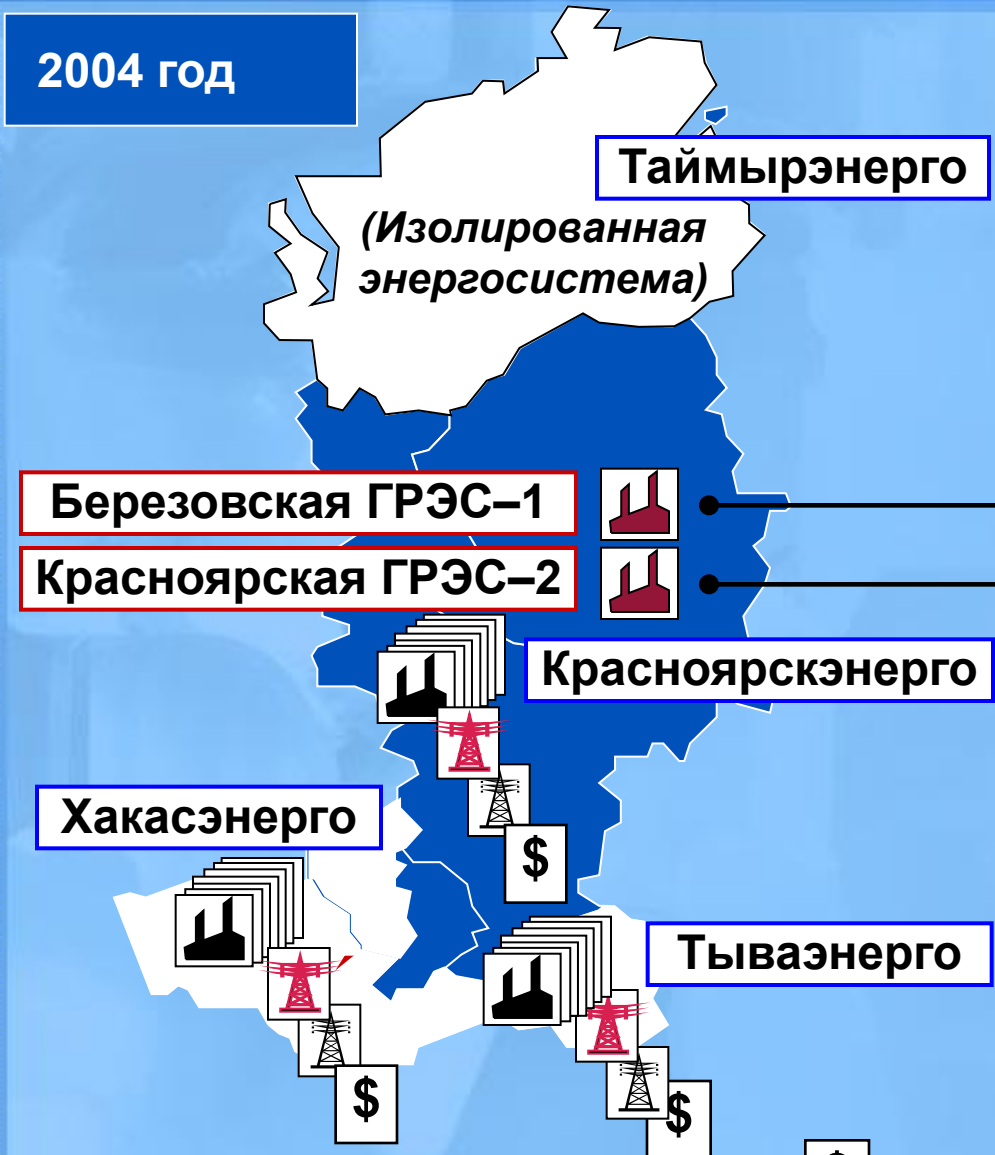 2004 год
Таймырэнерго
(Изолированная
энергосистема)
Березовская ГРЭС–1
Красноярская ГРЭС–2
Красноярскэнерго
Хакасэнерго
$
Тываэнерго
$
$